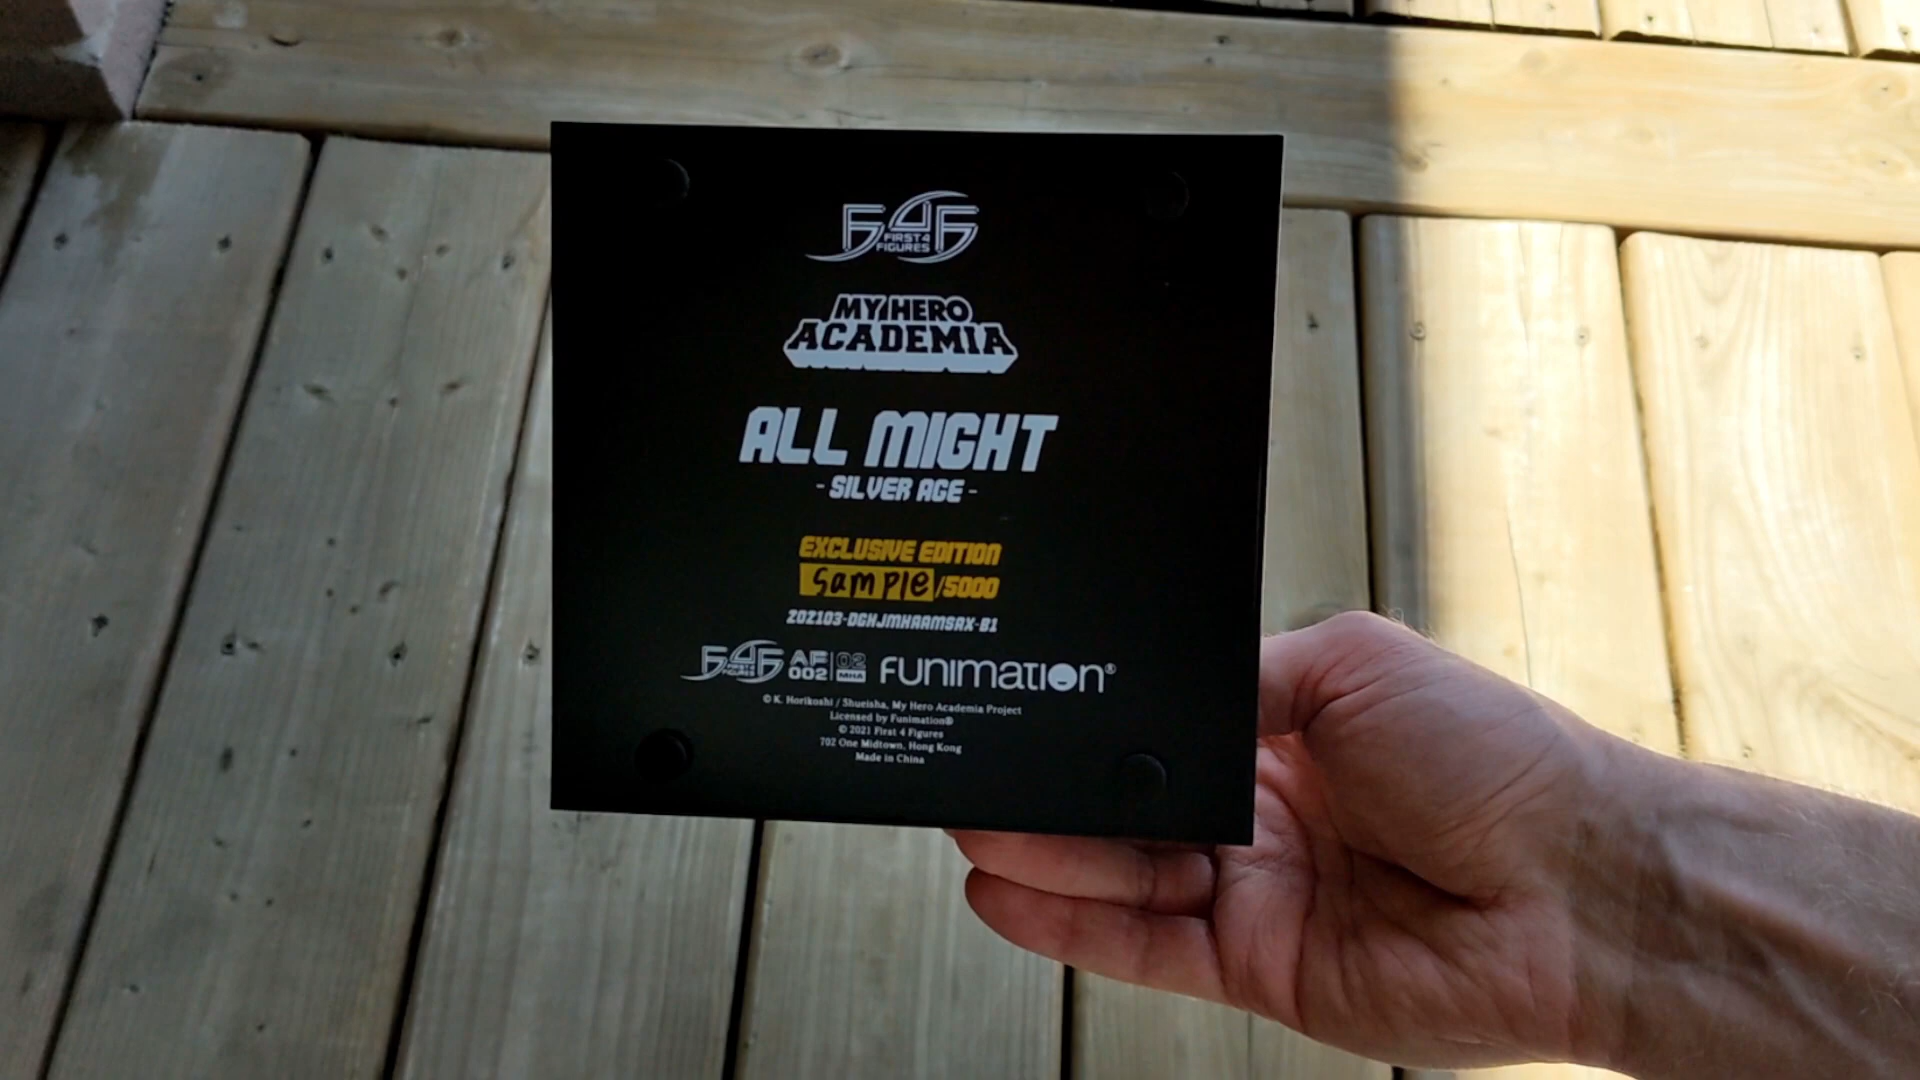 F4F
FIRST 4
FIGURES
MY HERO
ACADEMIA
ALL MIGHT
- SILVER AGE -
EXCLUSIVE EDITION
Sample/5000
202103-DGHJMHAAMSAX-B1
F4F FIRST 4 FIGURES AF 002 02 MHA FUNIMATION®
© K. Horikoshi / Shueisha, My Hero Academia Project
Licensed by Funimation®
© 2021 First 4 Figures
702 One Midtown, Hong Kong
Made in China